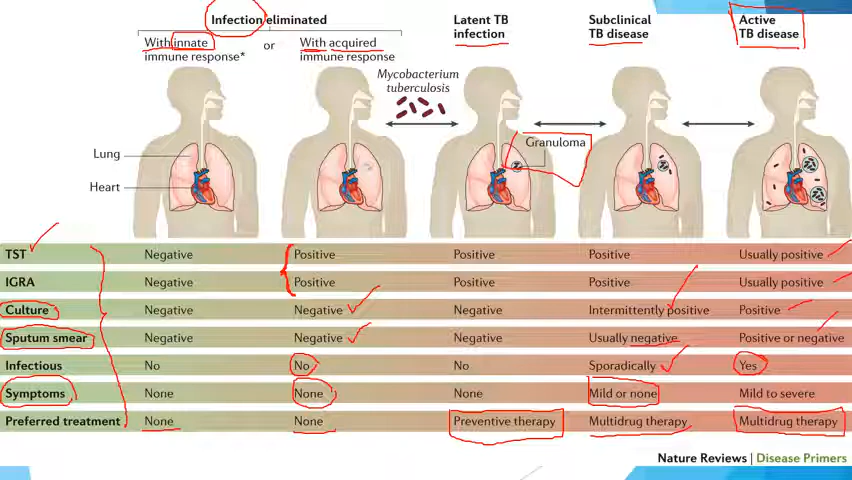 Infection eliminated
With innate
immune response*
or
With acquired
immune response
Latent TB
infection
Subclinical
TB disease
Active
TB disease
Mycobacterium
tuberculosis
Granuloma
Lung
Heart
TST Negative Positive Positive Positive Usually positive
IGRA Negative Positive Positive Positive Usually positive
Culture Negative Negative Negative Intermittently positive Positive
Sputum smear Negative Negative Negative Usually negative Positive or negative
Infectious No No No Sporadically Yes
Symptoms None None None Mild or none Mild to severe
Preferred treatment None None Preventive therapy Multidrug therapy Multidrug therapy
Nature Reviews | Disease Primers